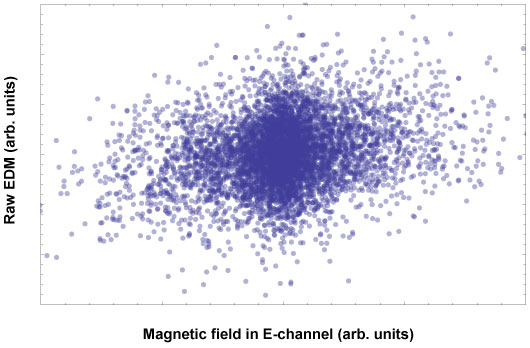 Raw EDM (arb. units)
Magnetic field in E-channel (arb. units)